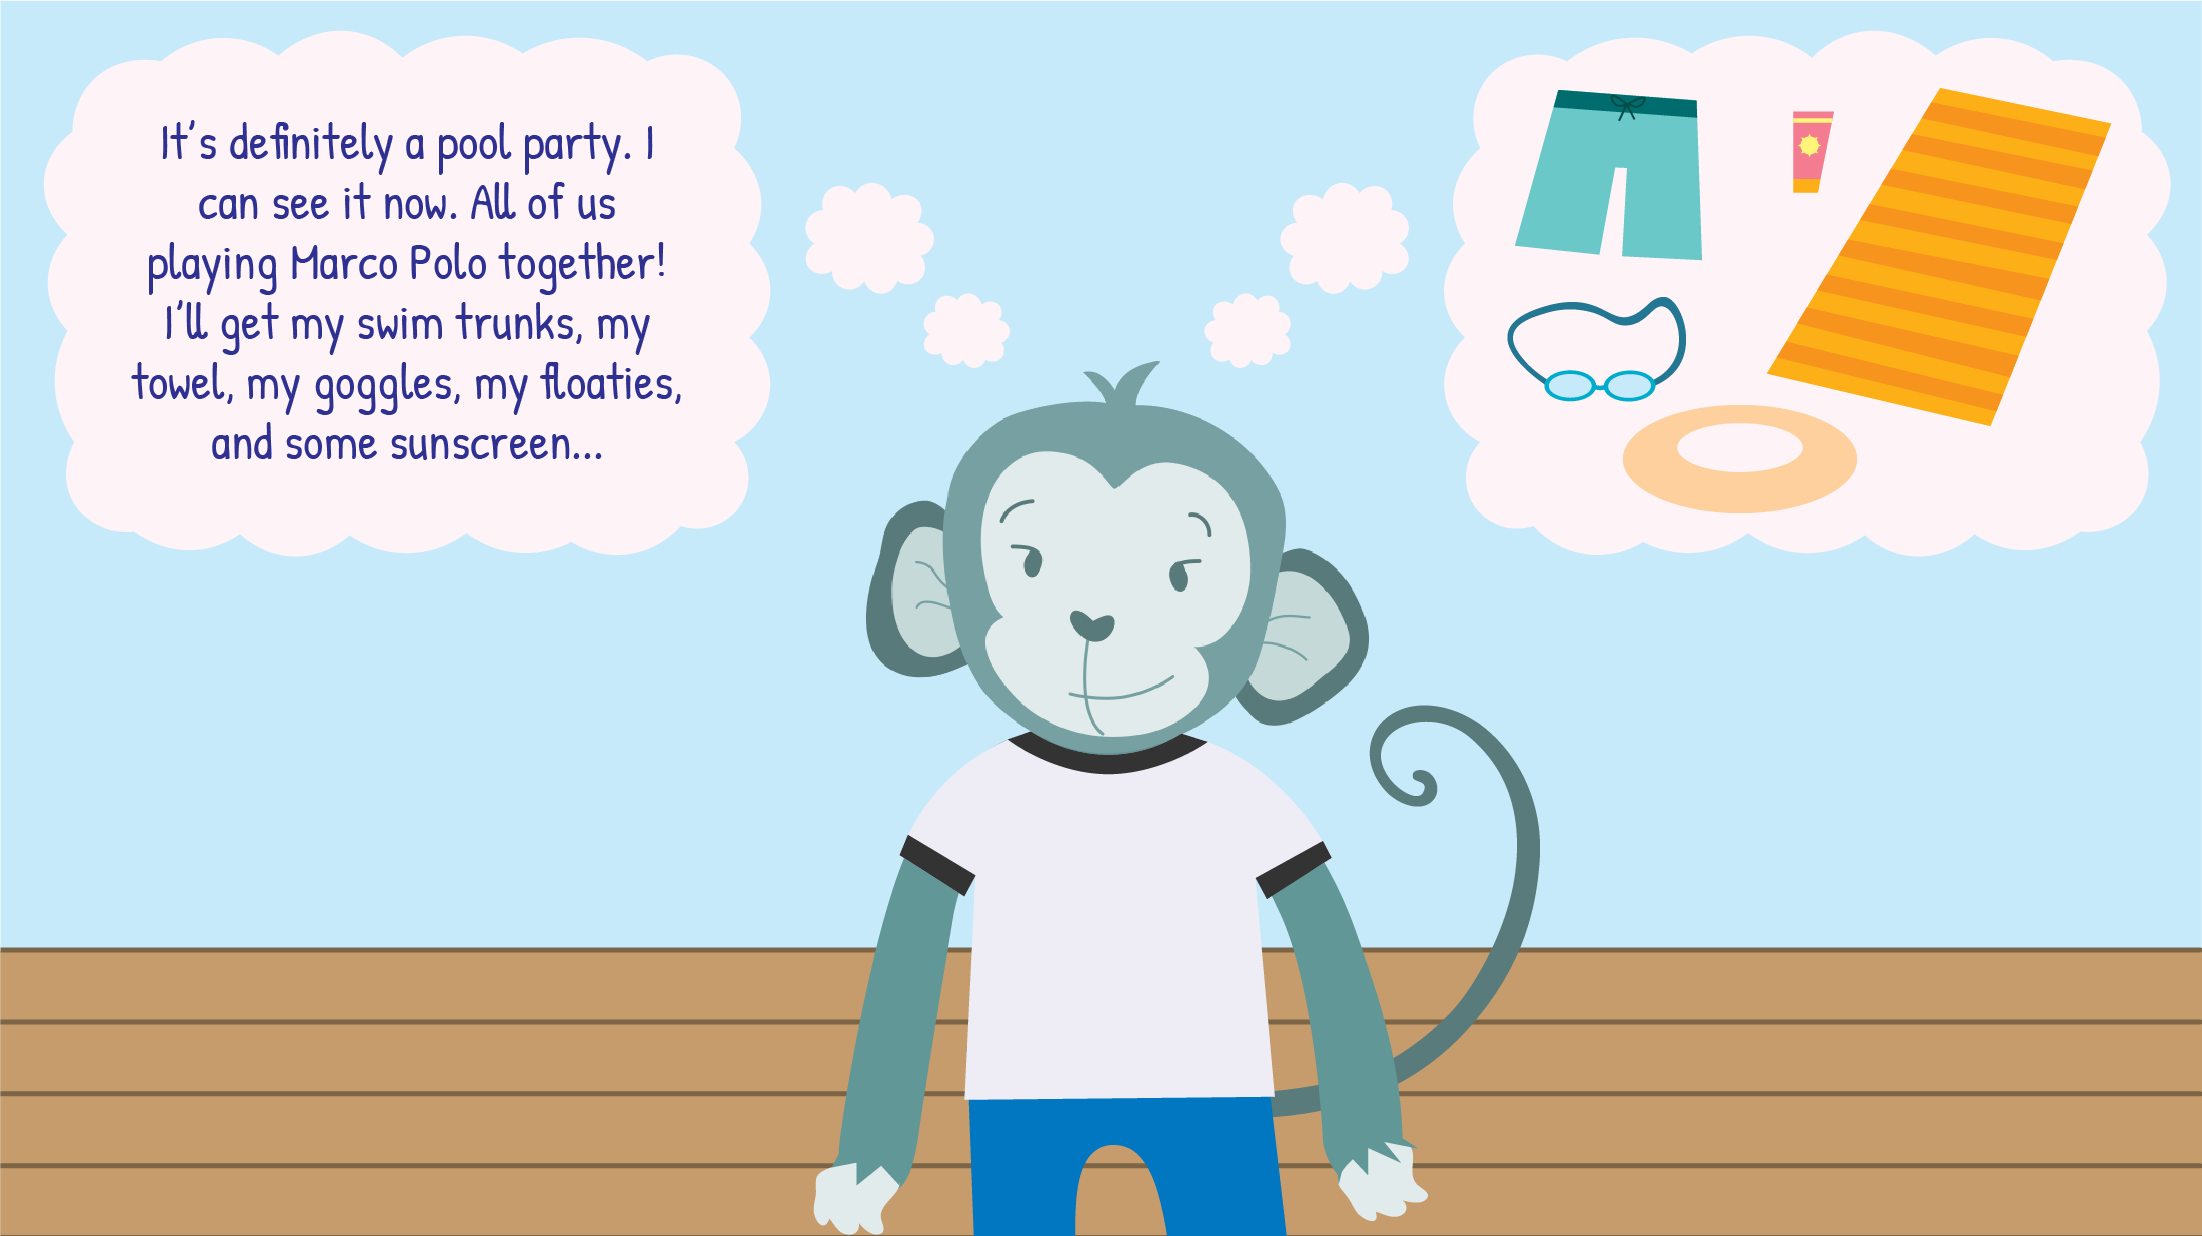 It's definitely a pool party. I
can see it now. All of us
playing Marco Polo together!
I'll get my swim trunks, my
towel, my goggles, my floaties,
and some sunscreen...